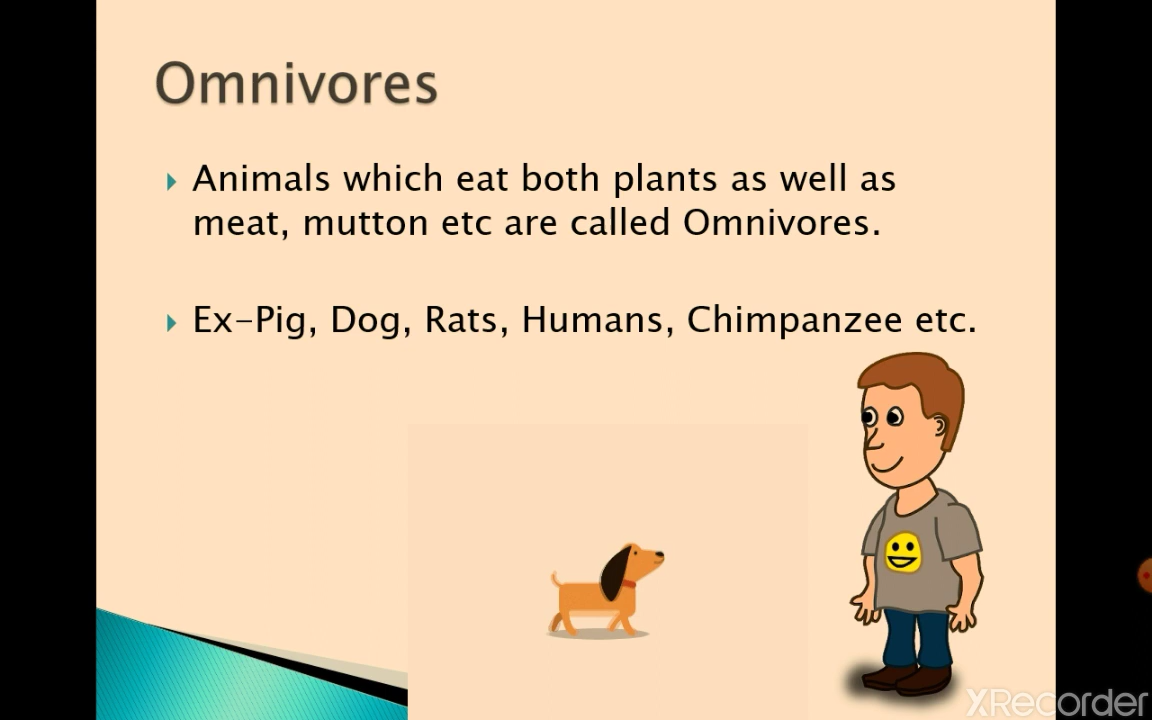 Omnivores
Animals which eat both plants as well as
meat, mutton etc are called Omnivores.
Ex-Pig, Dog, Rats, Humans, Chimpanzee etc.
XRecorder